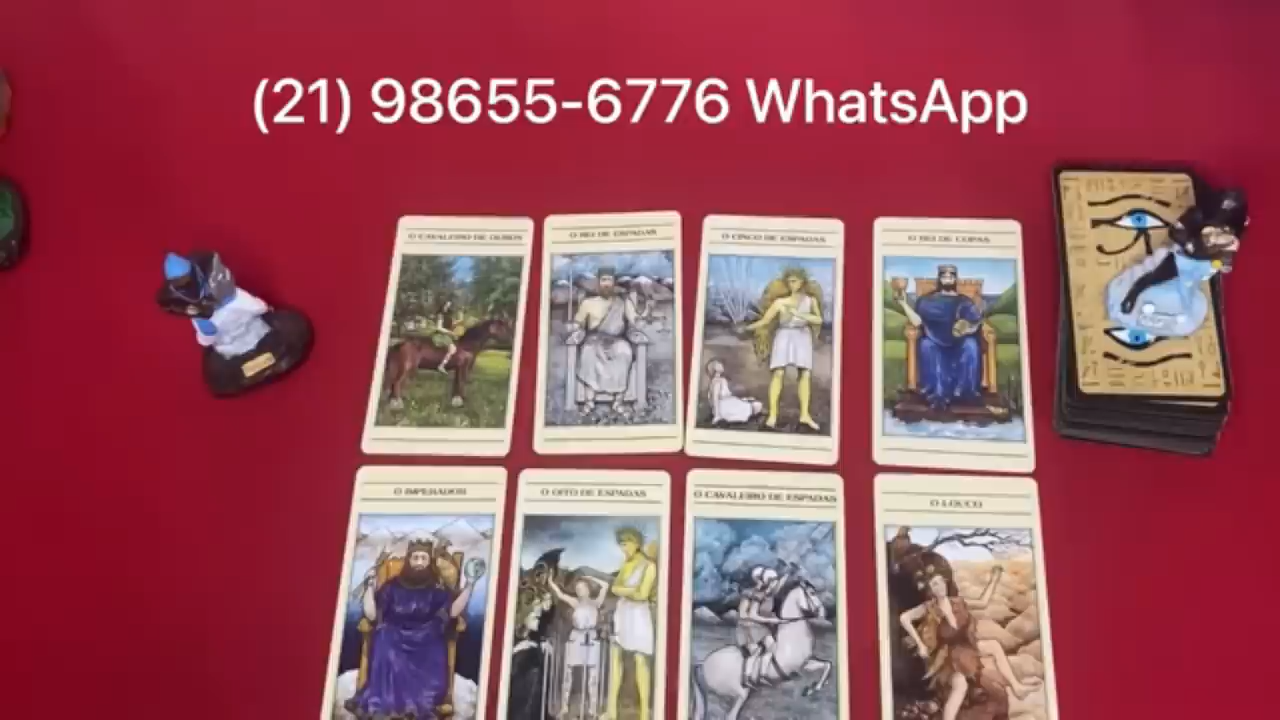 (21) 98655-6776 WhatsApp
O CAVALEIRO DE OUROS
O REI DE ESPADAS
O CINCO DE ESPADAS
O REI DE COPAS
O IMPERADOR
O OITO DE ESPADAS
O CAVALEIRO DE ESPADAS
O LOUCO